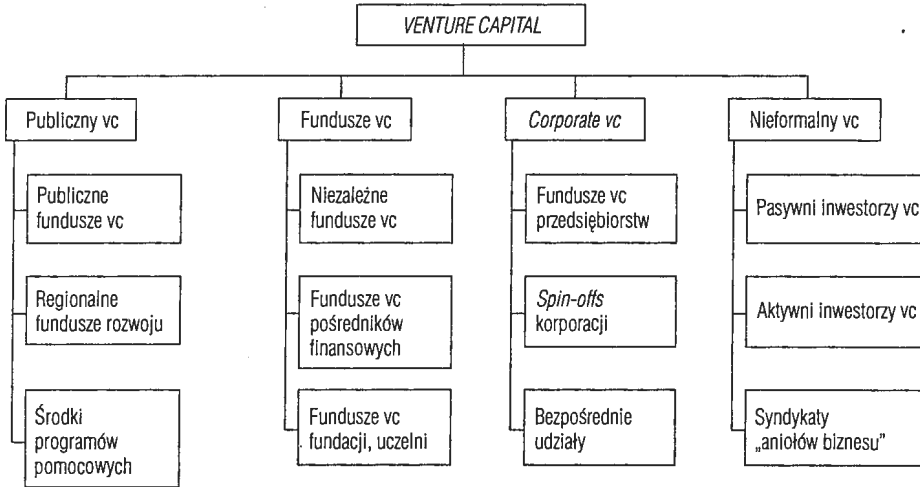 VENTURE CAPITAL
Publiczny vc
Publiczne
fundusze vc
Regionalne
fundusze rozwoju
Środki
programów
pomocowych
Fundusze vc
Niezależne
fundusze vc
Fundusze vc
pośredników
finansowych
Fundusze vc
fundacji, uczelni
Corporate vc
Fundusze vc
przedsiębiorstw
Spin-offs
korporacji
Bezpośrednie
udziały
Nieformalny vc
Pasywni inwestorzy vc
Aktywni inwestorzy vc
Syndykaty
„aniołów biznesu”